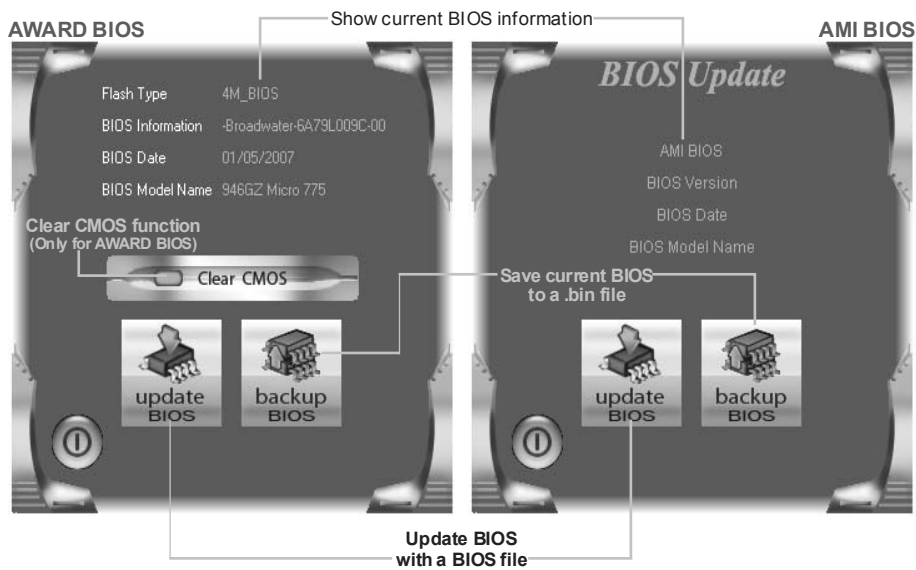 Show current BIOS information
AWARD BIOS
AMI BIOS
BIOS Update
Flash Type 4M_BIOS
BIOS Information -Broadwater-6A79L009C-00
BIOS Date 01/05/2007
BIOS Model Name 946GZ Micro 775
AMI BIOS
BIOS Version
BIOS Date
BIOS Model Name
Clear CMOS function
(Only for AWARD BIOS)
Clear CMOS
Save current BIOS
to a .bin file
update
BIOS
backup
BIOS
update
BIOS
backup
BIOS
Update BIOS
with a BIOS file